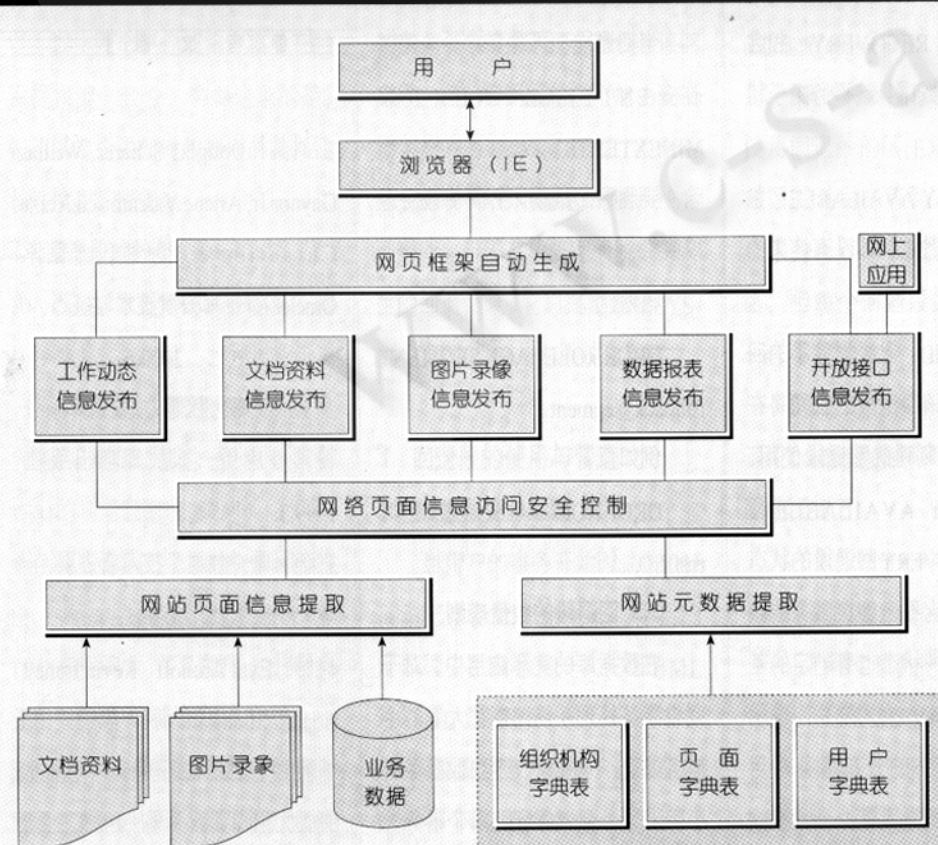 用 户
浏览器（IE）
网页框架自动生成
网上
应用
工作动态
信息发布
文档资料
信息发布
图片录像
信息发布
数据报表
信息发布
开放接口
信息发布
网络页面信息访问安全控制
网站页面信息提取
网站元数据提取
文档资料
图片录象
业务
数据
组织机构
字典表
页 面
字典表
用 户
字典表
www.c-s-a